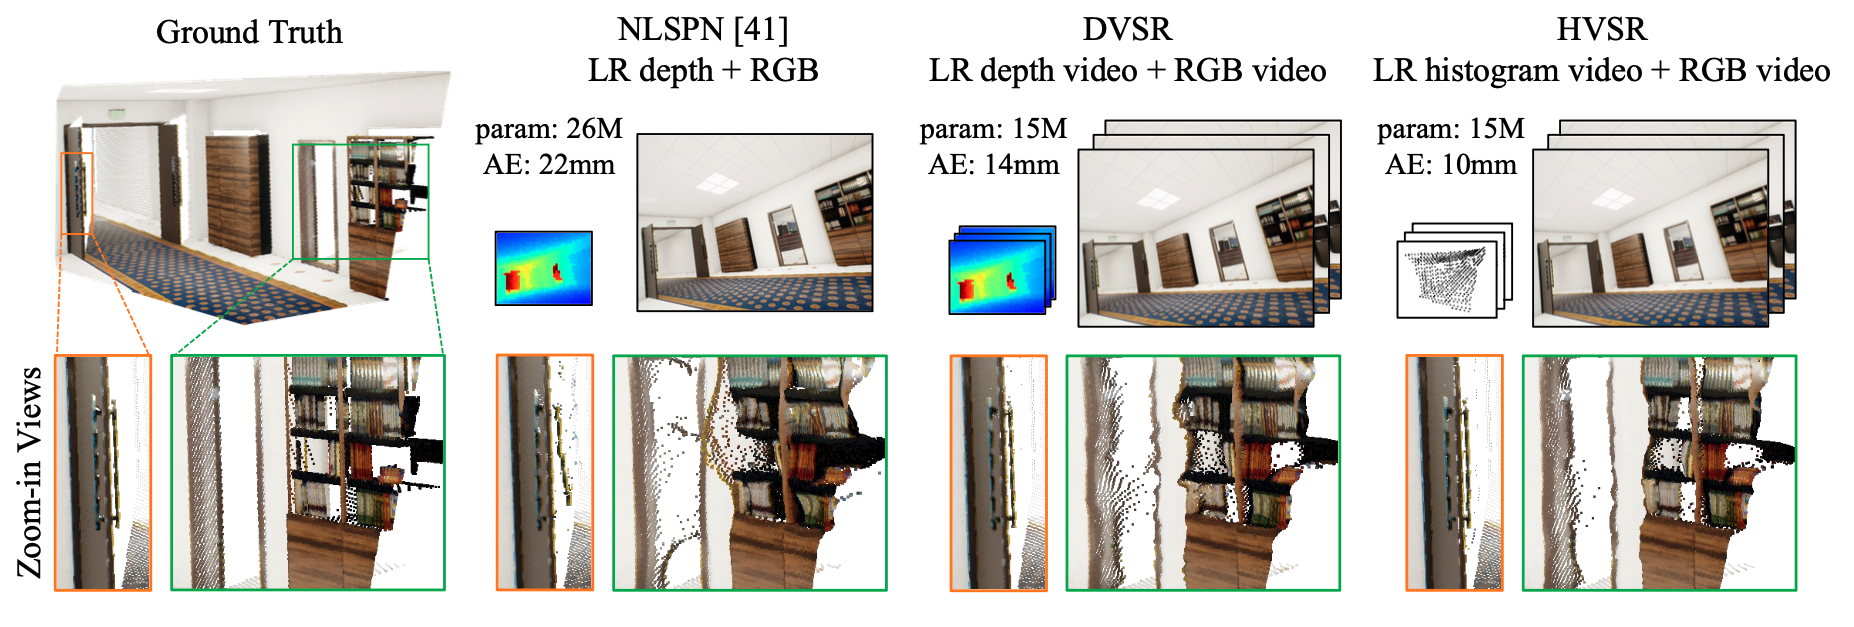 Ground Truth
NLSPN [41]
LR depth + RGB
param: 26M
AE: 22mm
DVSR
LR depth video + RGB video
param: 15M
AE: 14mm
HVSR
LR histogram video + RGB video
param: 15M
AE: 10mm
Zoom-in Views